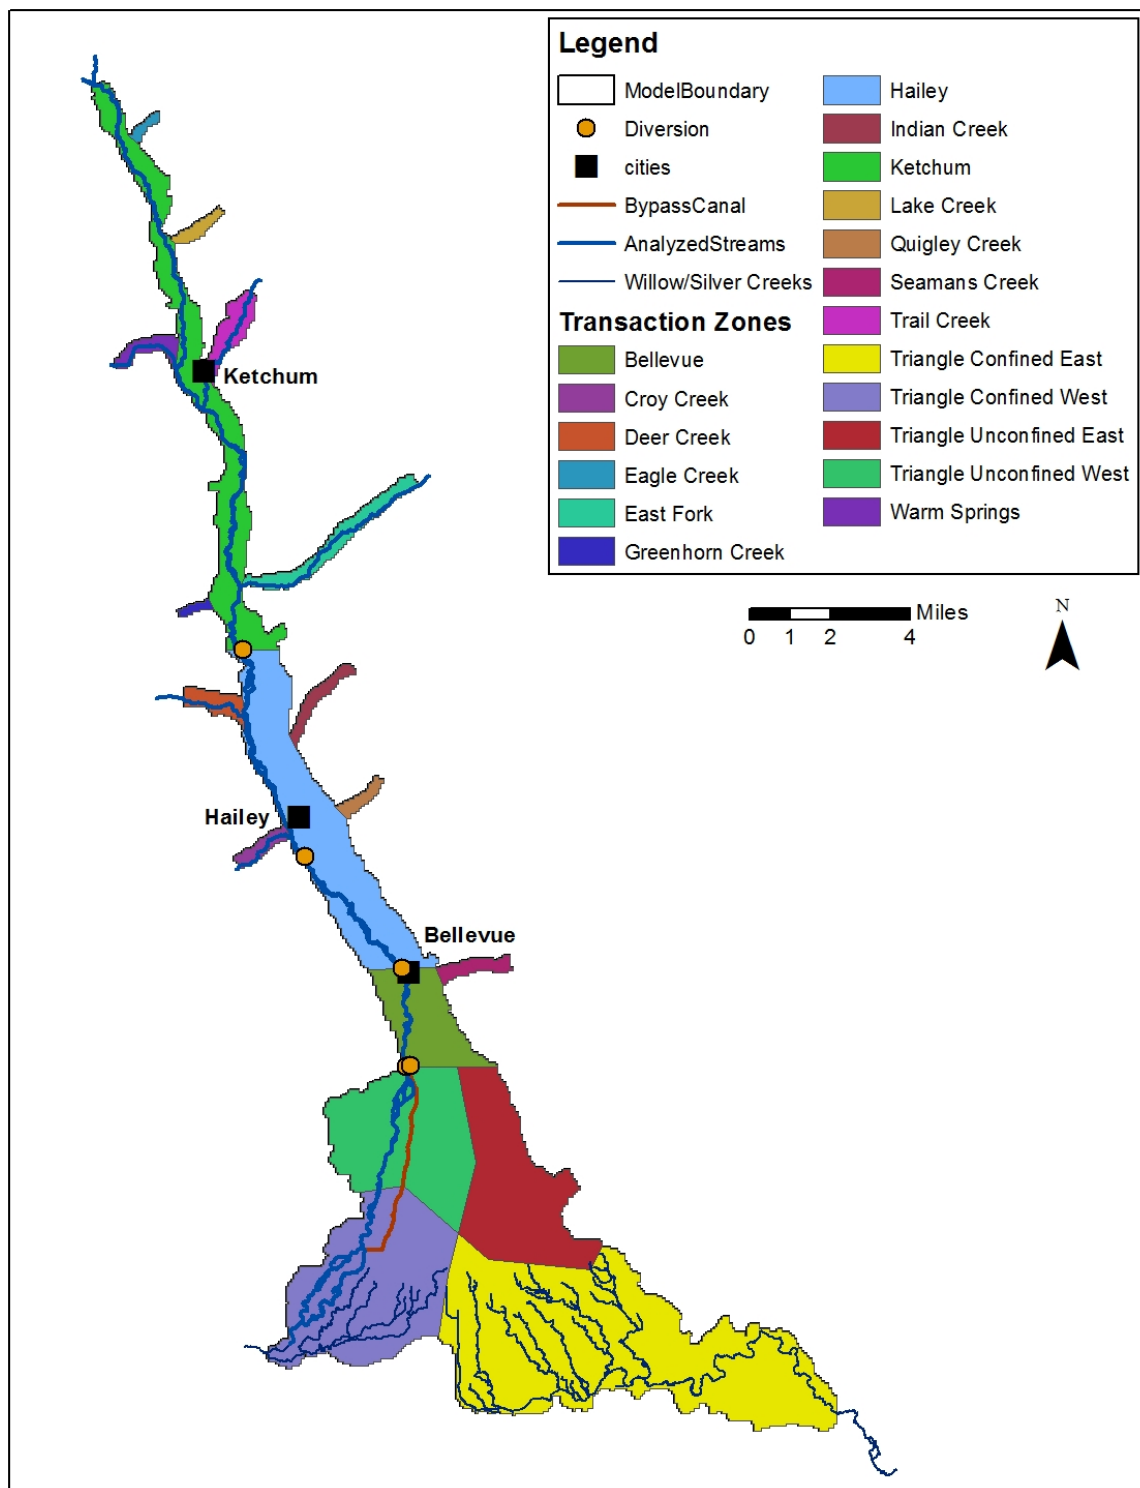 Legend
ModelBoundary
Diversion
cities
BypassCanal
AnalyzedStreams
Willow/Silver Creeks
Transaction Zones
Bellevue
Croy Creek
Deer Creek
Eagle Creek
East Fork
Greenhorn Creek
Hailey
Indian Creek
Ketchum
Lake Creek
Quigley Creek
Seamans Creek
Trail Creek
Triangle Confined East
Triangle Confined West
Triangle Unconfined East
Triangle Unconfined West
Warm Springs
Ketchum
Miles
0 1 2 4
N
Hailey
Bellevue